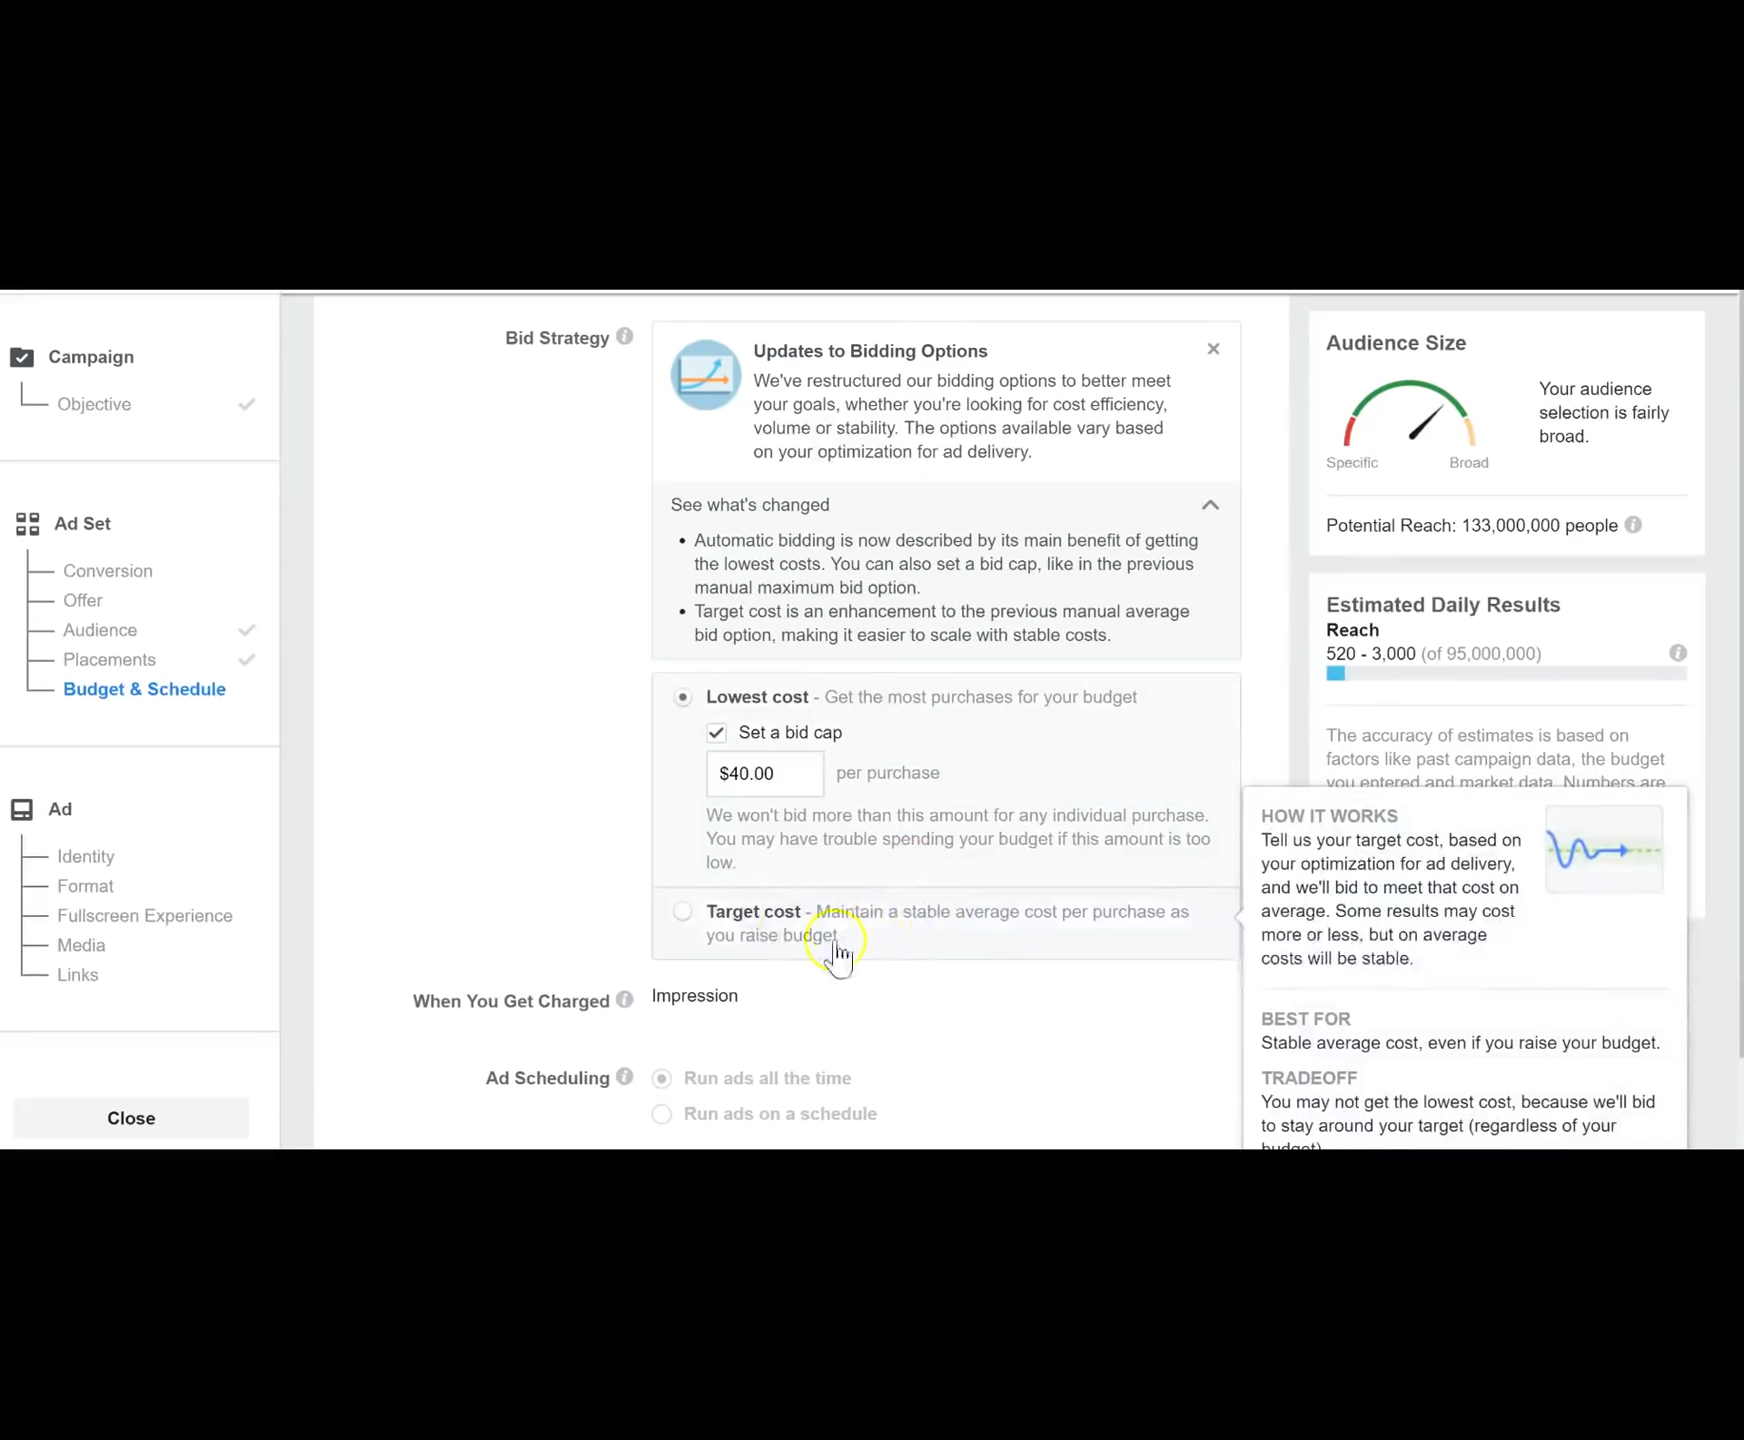 Campaign
Objective
Ad Set
Conversion
Offer
Audience
Placements
Budget & Schedule
Ad
Identity
Format
Fullscreen Experience
Media
Links
Close
Bid Strategy
Updates to Bidding Options
We've restructured our bidding options to better meet
your goals, whether you're looking for cost efficiency,
volume or stability. The options available vary based
on your optimization for ad delivery.
See what's changed
• Automatic bidding is now described by its main benefit of getting
the lowest costs. You can also set a bid cap, like in the previous
manual maximum bid option.
• Target cost is an enhancement to the previous manual average
bid option, making it easier to scale with stable costs.
Lowest cost - Get the most purchases for your budget
Set a bid cap
$40.00 per purchase
We won't bid more than this amount for any individual purchase.
You may have trouble spending your budget if this amount is too
low.
Target cost - Maintain a stable average cost per purchase as
you raise budget
When You Get Charged Impression
Ad Scheduling Run ads all the time
Run ads on a schedule
Audience Size
Your audience
selection is fairly
broad.
Specific Broad
Potential Reach: 133,000,000 people
Estimated Daily Results
Reach
520 - 3,000 (of 95,000,000)
The accuracy of estimates is based on
factors like past campaign data, the budget
you entered and market data. Numbers are
HOW IT WORKS
Tell us your target cost, based on
your optimization for ad delivery,
and we'll bid to meet that cost on
average. Some results may cost
more or less, but on average
costs will be stable.
BEST FOR
Stable average cost, even if you raise your budget.
TRADEOFF
You may not get the lowest cost, because we'll bid
to stay around your target (regardless of your
budget)